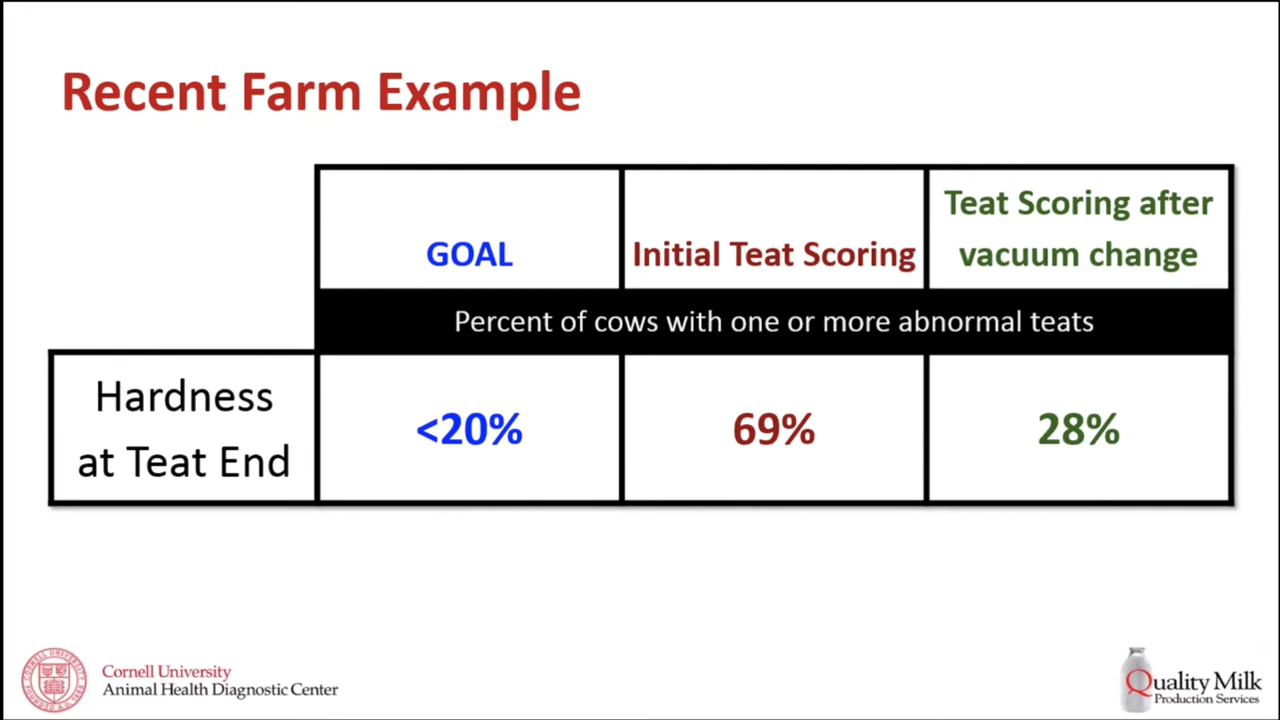 Recent Farm Example
GOAL
Initial Teat Scoring
Teat Scoring after
vacuum change
Percent of cows with one or more abnormal teats
Hardness
at Teat End
<20%
69%
28%
Cornell University
Animal Health Diagnostic Center
Quality Milk
Production Services